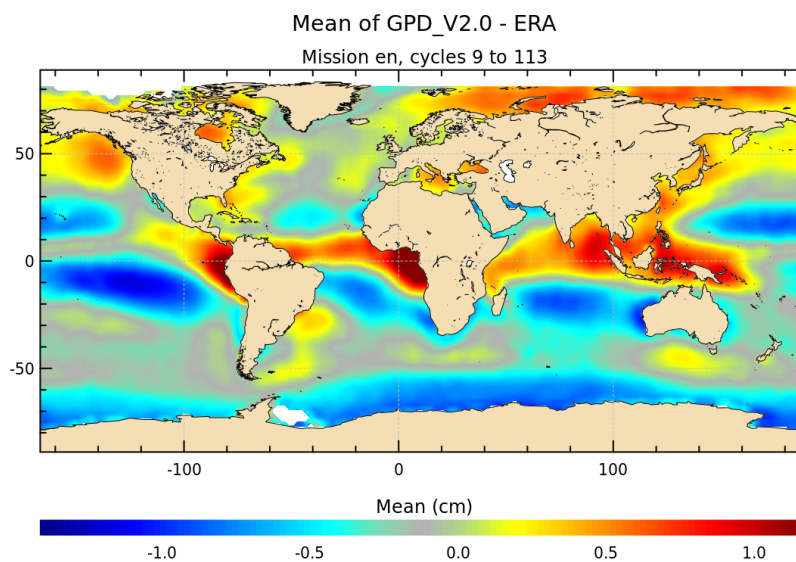 Mean of GPD_V2.0 - ERA
Mission en, cycles 9 to 113
50
0
-50
-100 0 100
Mean (cm)
-1.0 -0.5 0.0 0.5 1.0